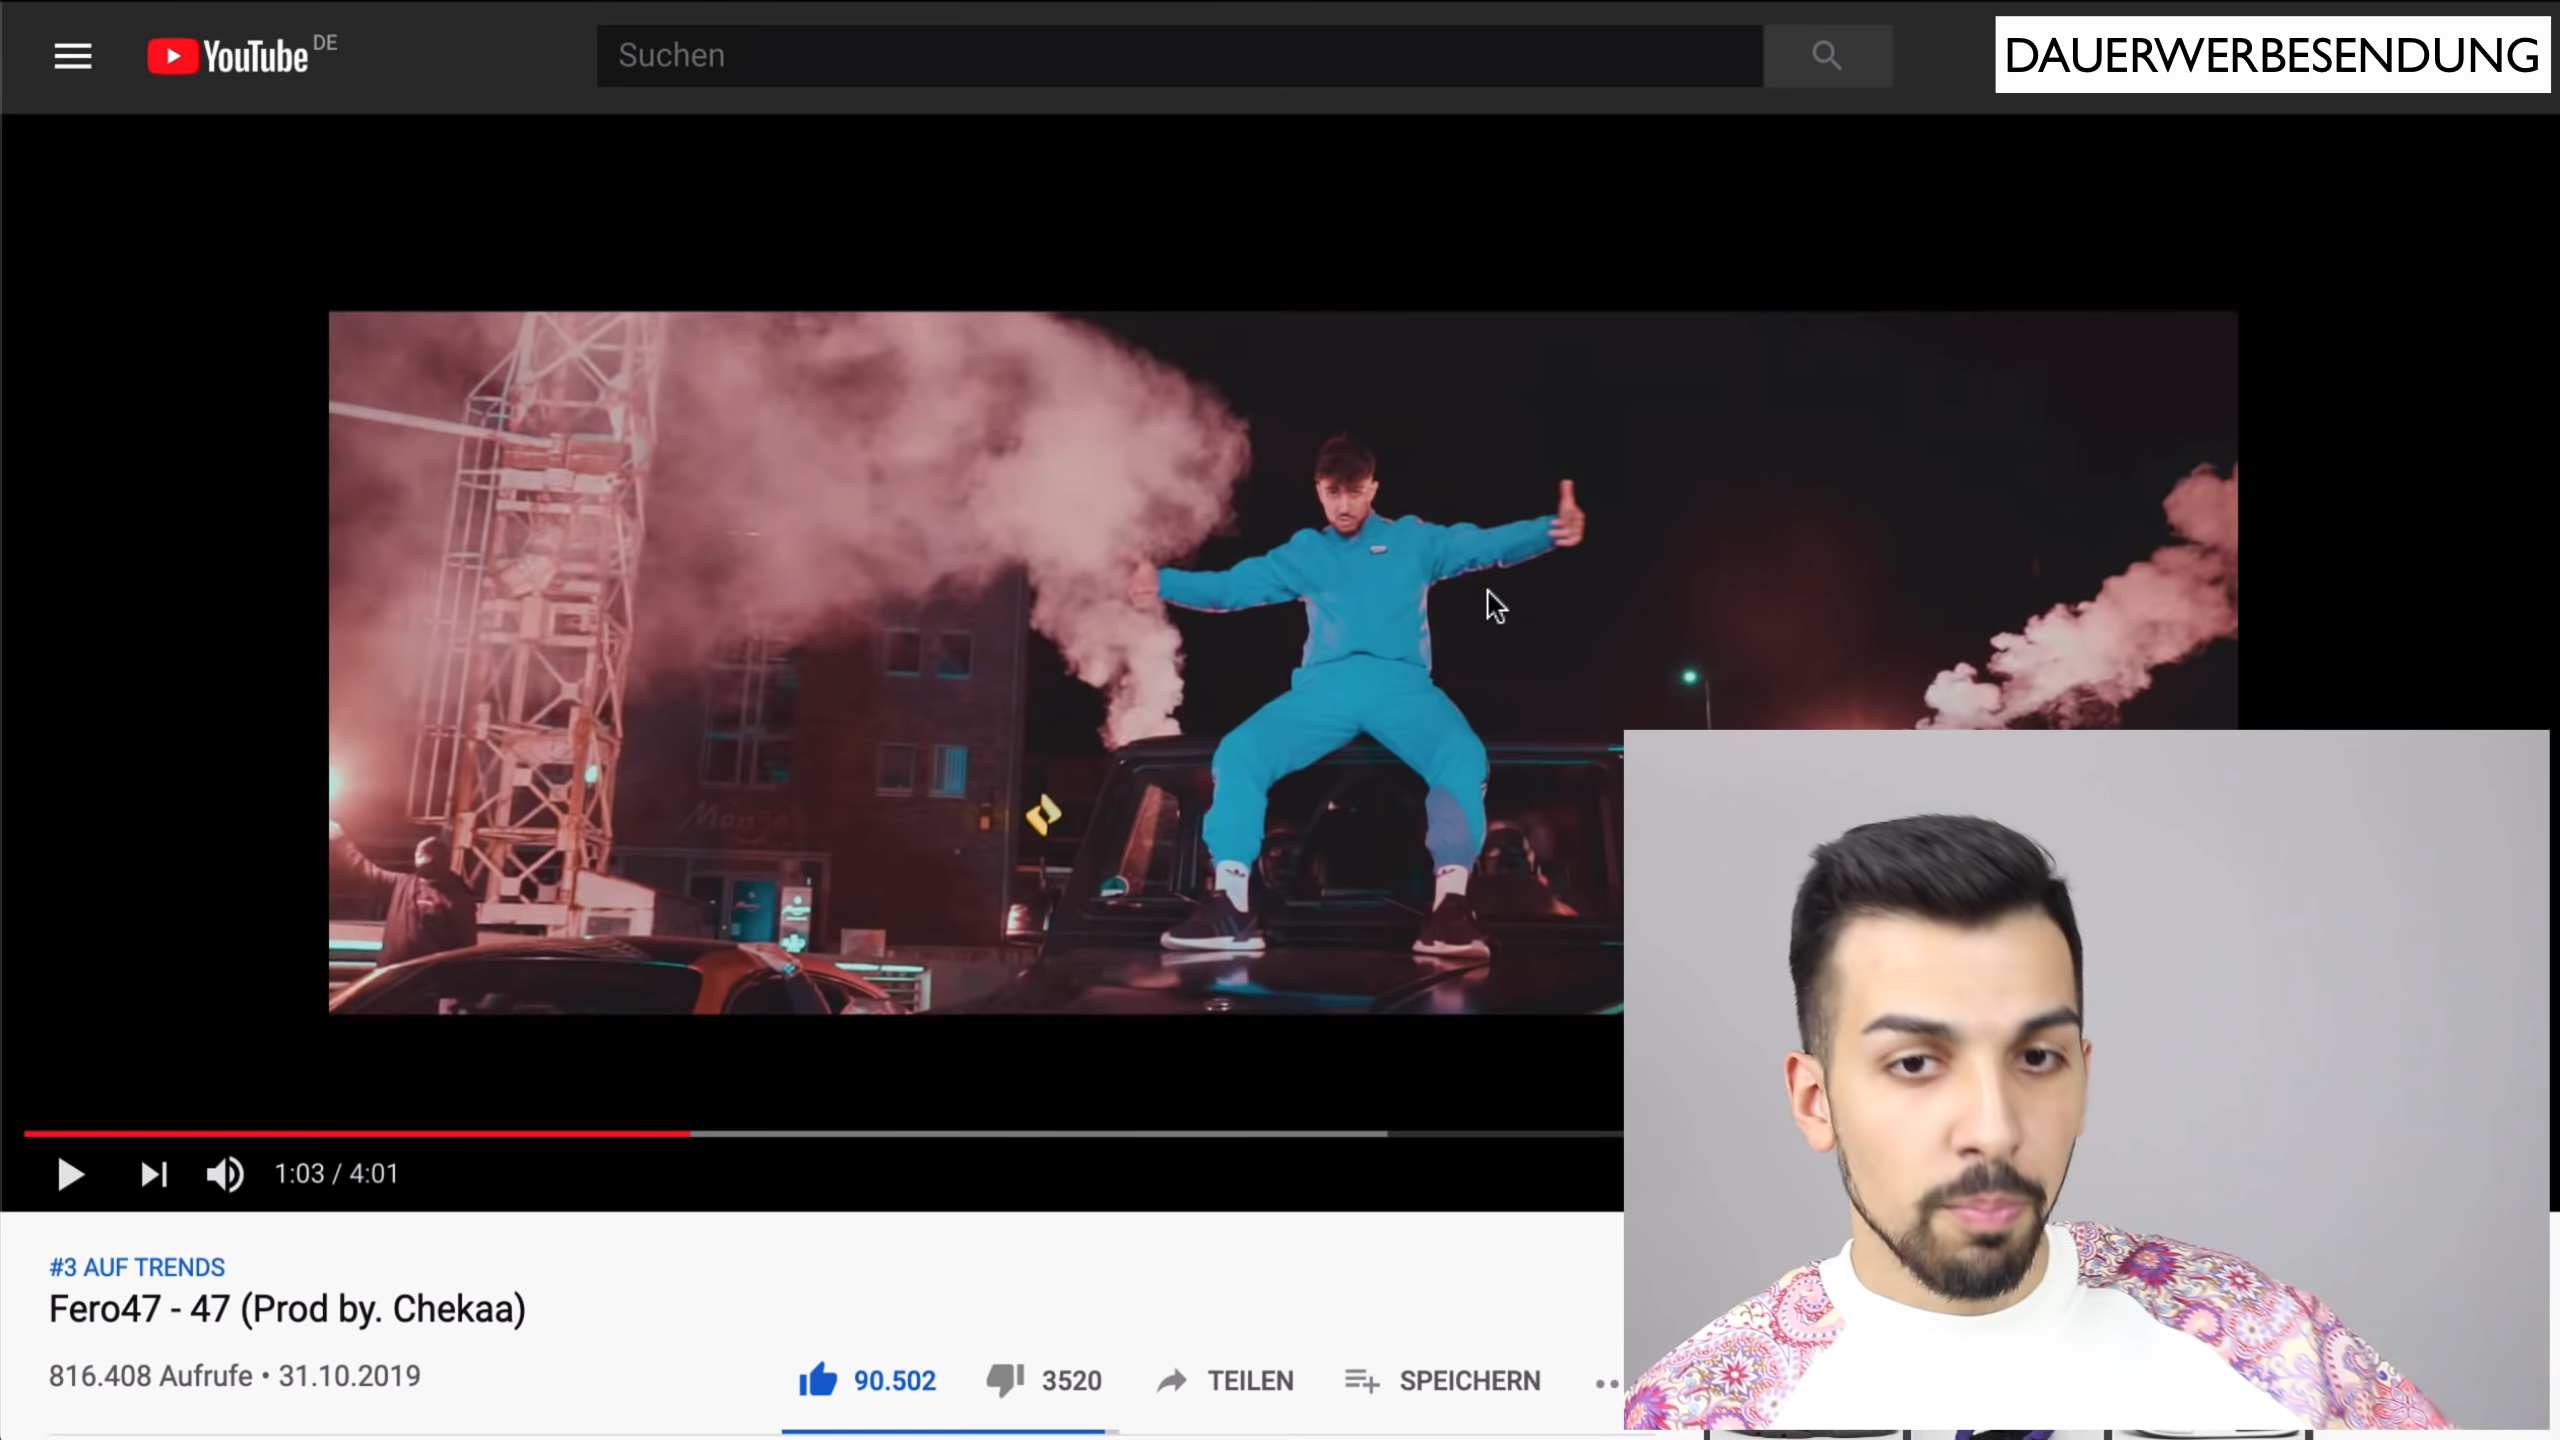 YouTube DE
Suchen
DAUERWERBESENDUNG
1:03 / 4:01
#3 AUF TRENDS
Fero47 - 47 (Prod by. Chekaa)
816.408 Aufrufe • 31.10.2019
90.502
3520
TEILEN
SPEICHERN